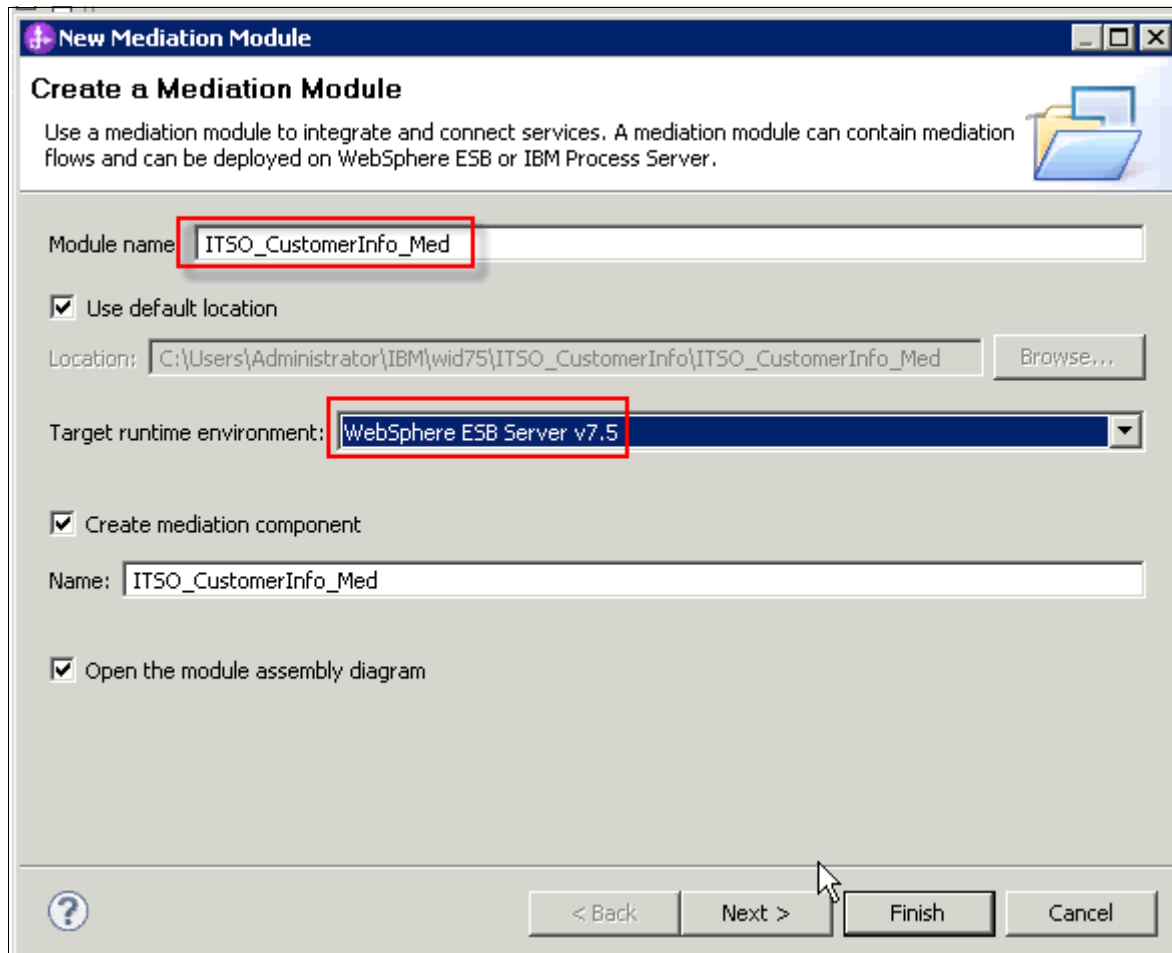 New Mediation Module
Create a Mediation Module
Use a mediation module to integrate and connect services. A mediation module can contain mediation
flows and can be deployed on WebSphere ESB or IBM Process Server.
Module name ITSO_CustomerInfo_Med
Use default location
Location: C:\Users\Administrator\IBM\wid75\ITSO_CustomerInfo\ITSO_CustomerInfo_Med Browse...
Target runtime environment: WebSphere ESB Server v7.5
Create mediation component
Name: ITSO_CustomerInfo_Med
Open the module assembly diagram
? < Back Next > Finish Cancel